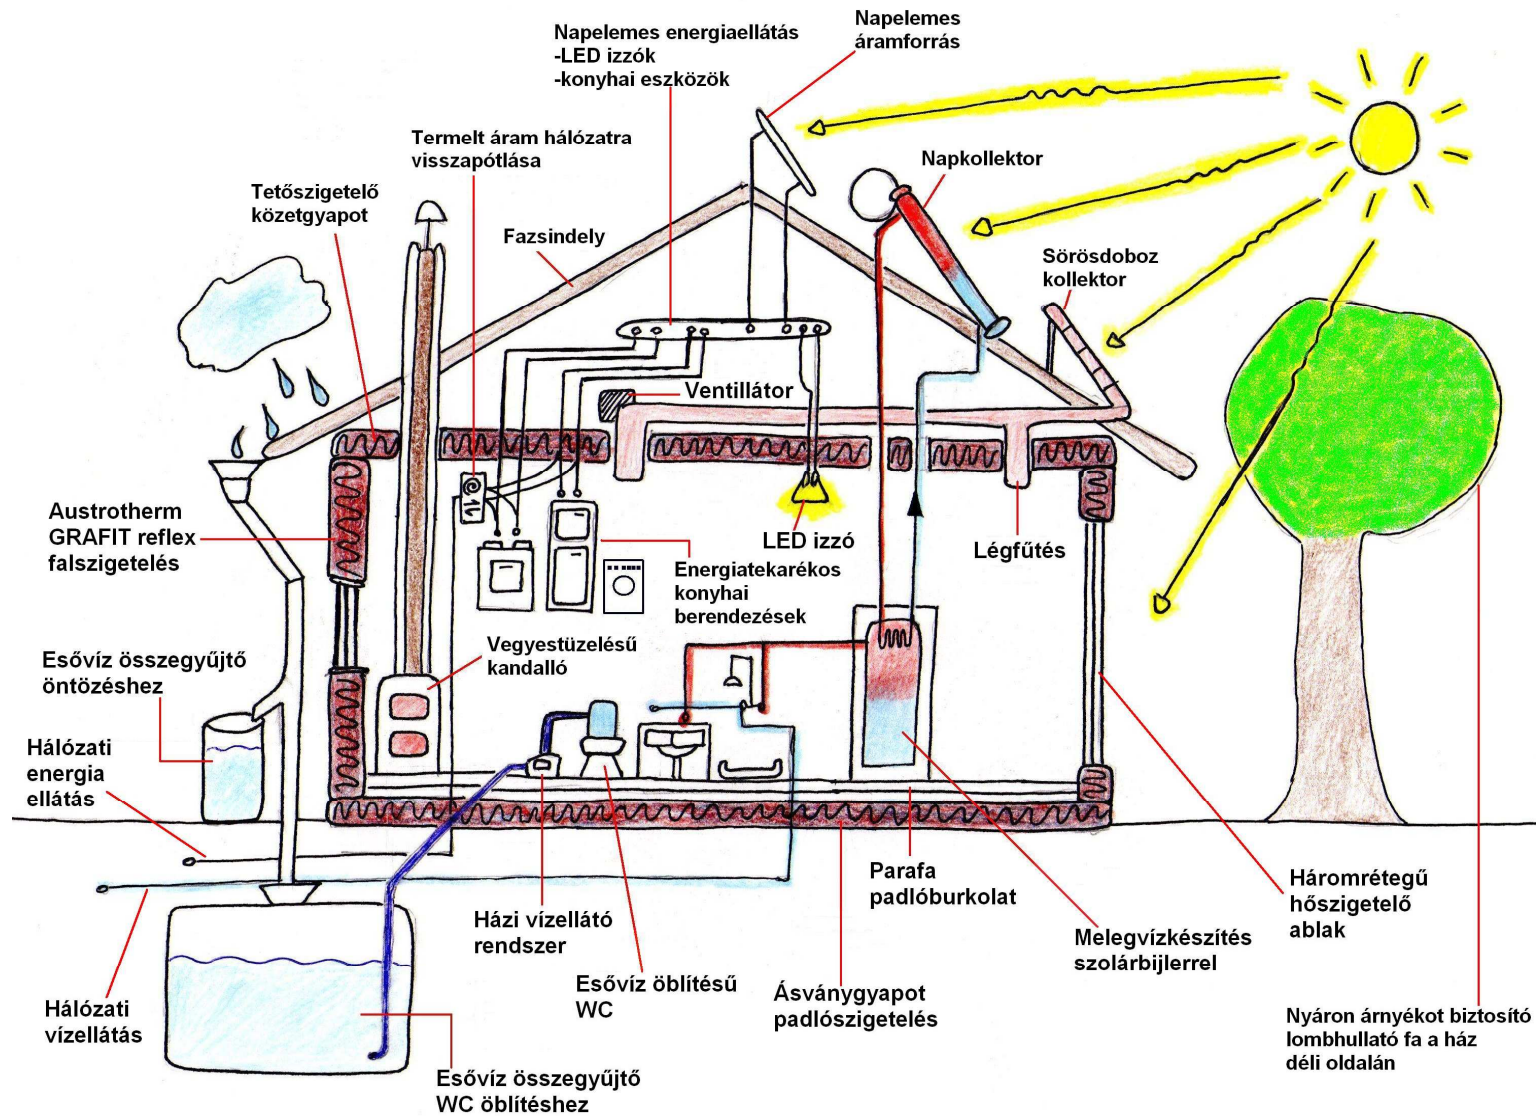 Napelemes energiaellátás
-LED izzók
-konyhai eszközök
Napelemes
áramforrás
Termelt áram hálózatra
visszapótlása
Napkollektor
Tetőszigetelő
közetgyapot
Fazsindely
Sörösdoboz
kollektor
Ventillátor
Austrotherm
GRAFIT reflex
falszigetelés
LED izzó
Légfűtés
Energiatekarékos
konyhai
berendezések
Vegyestüzelésű
kandalló
Esővíz összegyűjtő
öntözéshez
Hálózati
energia
ellátás
Parafa
padlóburkolat
Háromrétegű
hőszigetelő
ablak
Házi vízellátó
rendszer
Melegvízkészítés
szolárbijlerrel
Esővíz öblítésű
WC
Ásványgyapot
padlószigetelés
Hálózati
vízellátás
Nyáron árnyékot biztosító
lombhullató fa a ház
déli oldalán
Esővíz összegyűjtő
WC öblítéshez